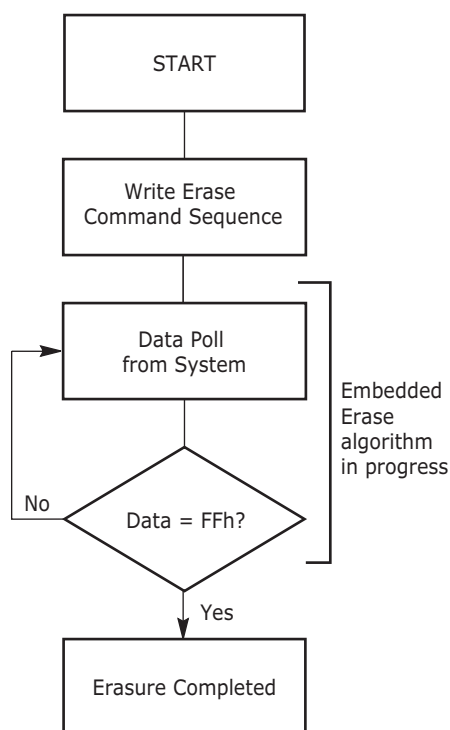 START
Write Erase
Command Sequence
Data Poll
from System
Embedded
Erase
algorithm
in progress
No
Data = FFh?
Yes
Erasure Completed